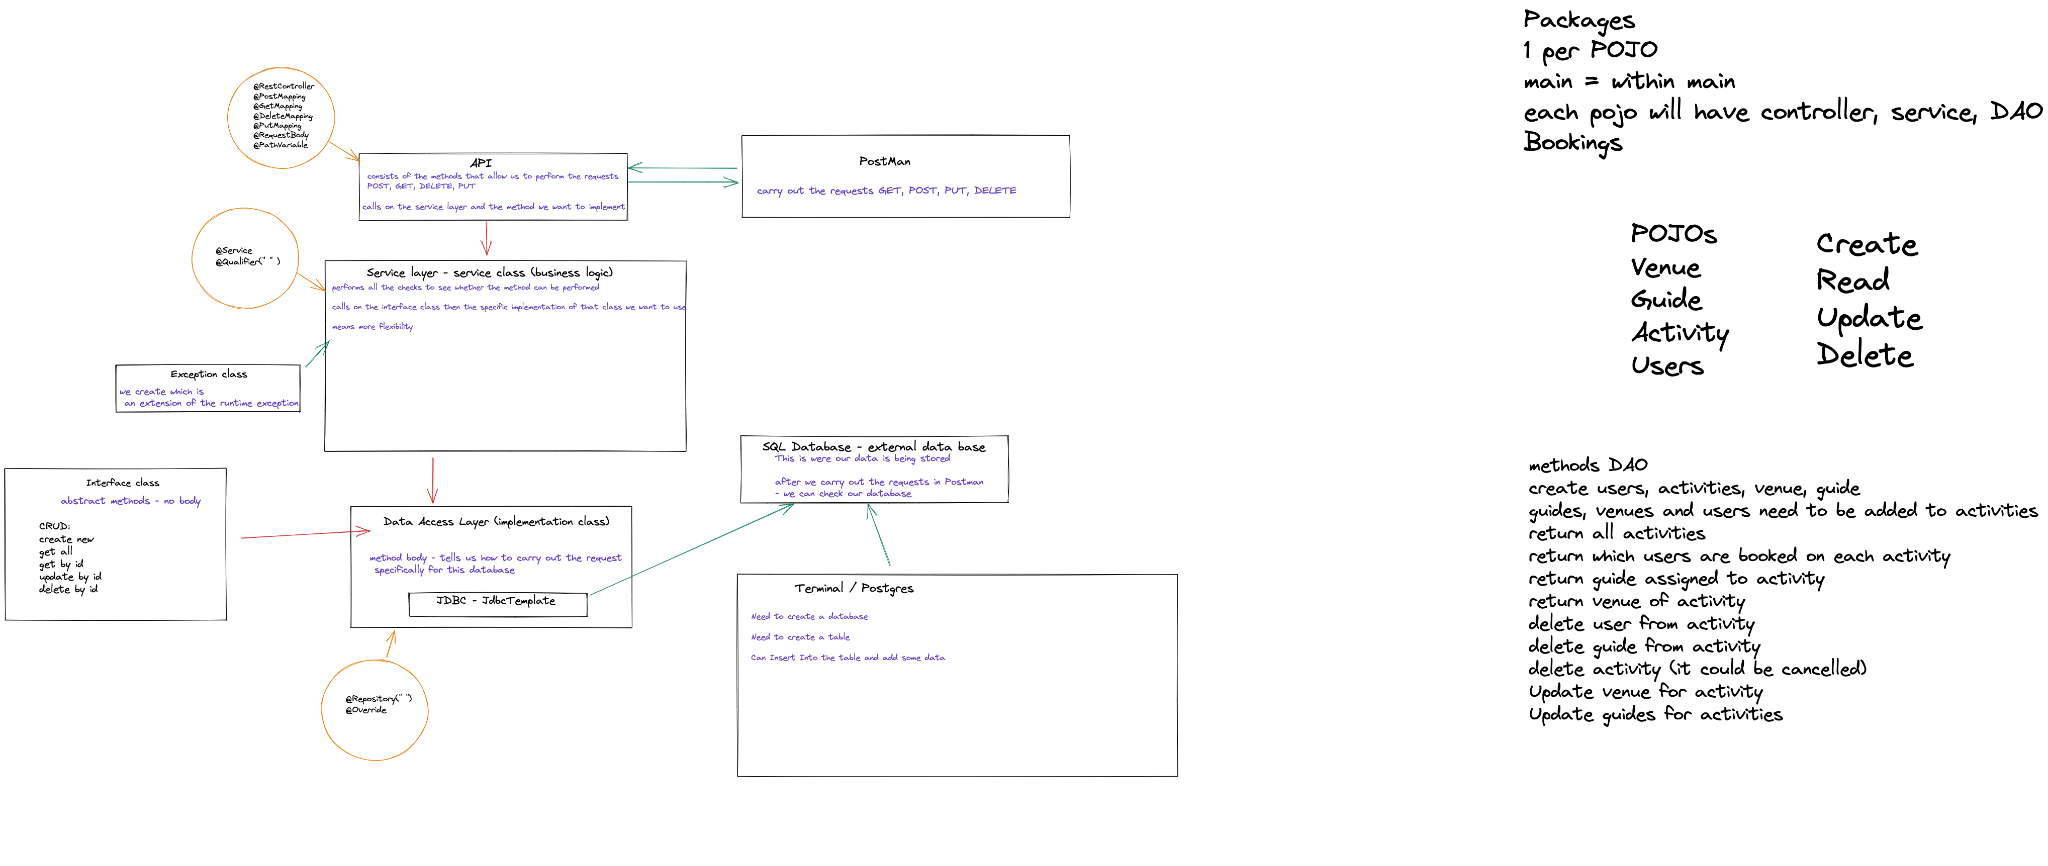 @RestController
@PostMapping
@GetMapping
@DeleteMapping
@PutMapping
@RequestBody
@PathVariable
API
consists of the methods that allow us to perform the requests
POST, GET, DELETE, PUT
calls on the service layer and the method we want to implement
PostMan
carry out the requests GET, POST, PUT, DELETE
@Service
@Qualifier(" ")
Service layer - service class (business logic)
performs all the checks to see whether the method can be performed
calls on the interface class then the specific implementation of that class we want to use
means more flexibility
Exception class
we create which is
an extension of the runtime exception
Interface class
abstract methods - no body
CRUD:
create new
get all
get by id
update by id
delete by id
Data Access Layer (implementation class)
method body - tells us how to carry out the request
specifically for this database
JDBC - JdbcTemplate
@Repository(" ")
@Override
SQL Database - external data base
This is were our data is being stored
after we carry out the requests in Postman
- we can check our database
Terminal / Postgres
Need to create a database
Need to create a table
Can Insert Into the table and add some data
Packages
1 per POJO
main = within main
each pojo will have controller, service, DAO
Bookings
POJOs
Venue
Guide
Activity
Users
Create
Read
Update
Delete
methods DAO
create users, activities, venue, guide
guides, venues and users need to be added to activities
return all activities
return which users are booked on each activity
return guide assigned to activity
return venue of activity
delete user from activity
delete guide from activity
delete activity (it could be cancelled)
Update venue for activity
Update guides for activities